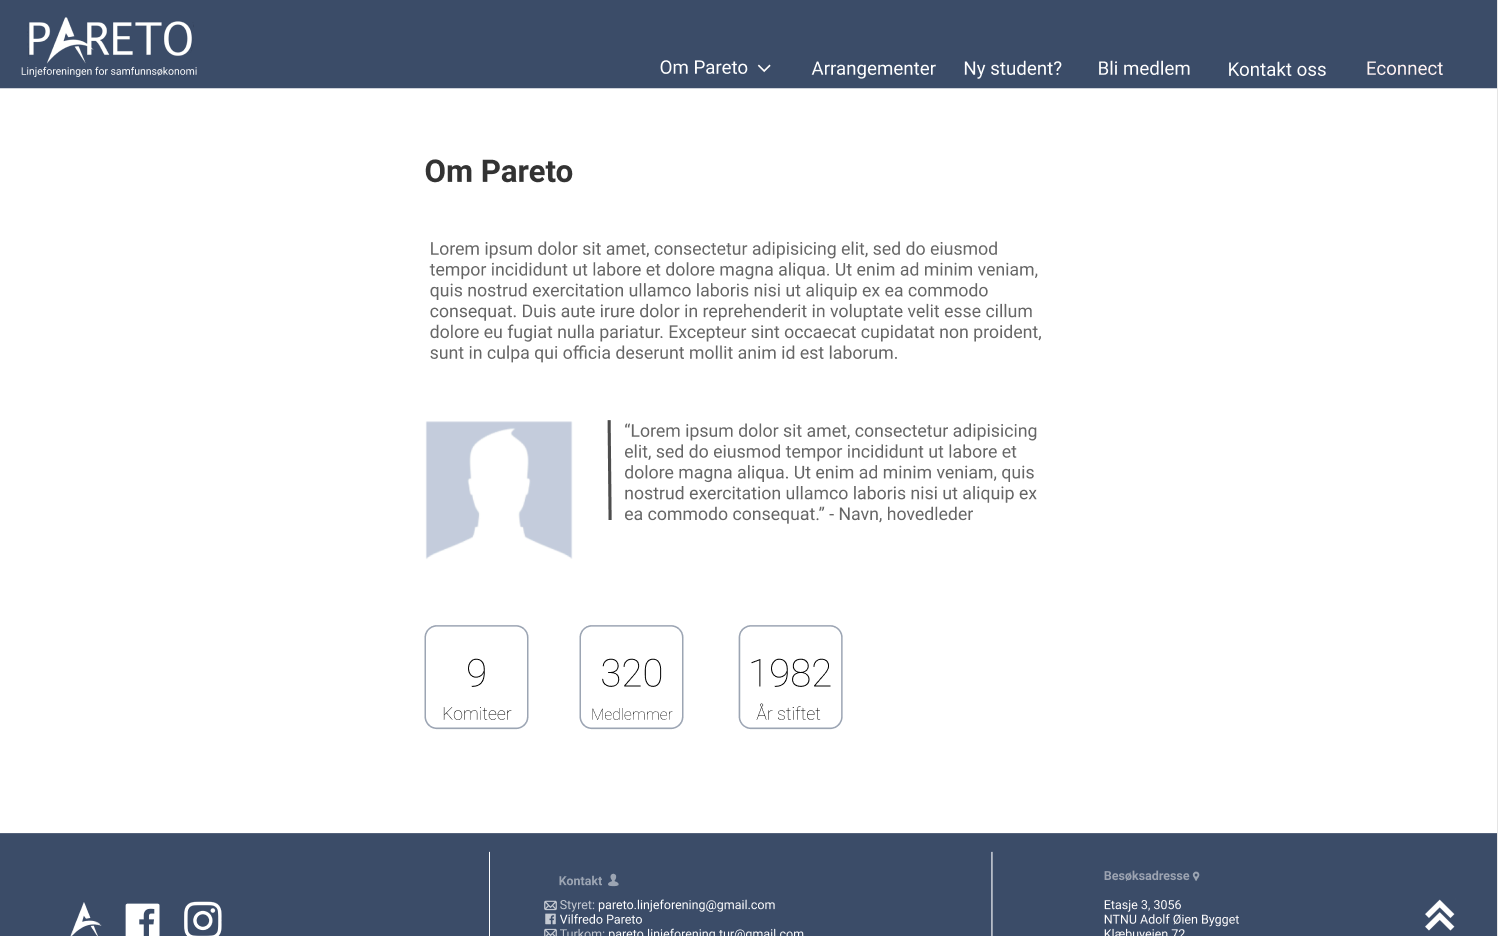 PARETO
Linjeforeningen for samfunnsøkonomi
Om Pareto
Arrangementer
Ny student?
Bli medlem
Kontakt oss
Econnect
Om Pareto
Lorem ipsum dolor sit amet, consectetur adipisicing elit, sed do eiusmod
tempor incididunt ut labore et dolore magna aliqua. Ut enim ad minim veniam,
quis nostrud exercitation ullamco laboris nisi ut aliquip ex ea commodo
consequat. Duis aute irure dolor in reprehenderit in voluptate velit esse cillum
dolore eu fugiat nulla pariatur. Excepteur sint occaecat cupidatat non proident,
sunt in culpa qui officia deserunt mollit anim id est laborum.
“Lorem ipsum dolor sit amet, consectetur adipisicing
elit, sed do eiusmod tempor incididunt ut labore et
dolore magna aliqua. Ut enim ad minim veniam, quis
nostrud exercitation ullamco laboris nisi ut aliquip ex
ea commodo consequat.” - Navn, hovedleder
9
Komiteer
320
Medlemmer
1982
År stiftet
Kontakt
Styret: pareto.linjeforening@gmail.com
Vilfredo Pareto
Turkom: pareto.linjeforening.tur@gmail.com
Besøksadresse
Etasje 3, 3056
NTNU Adolf Øien Bygget
Klæbuveien 72